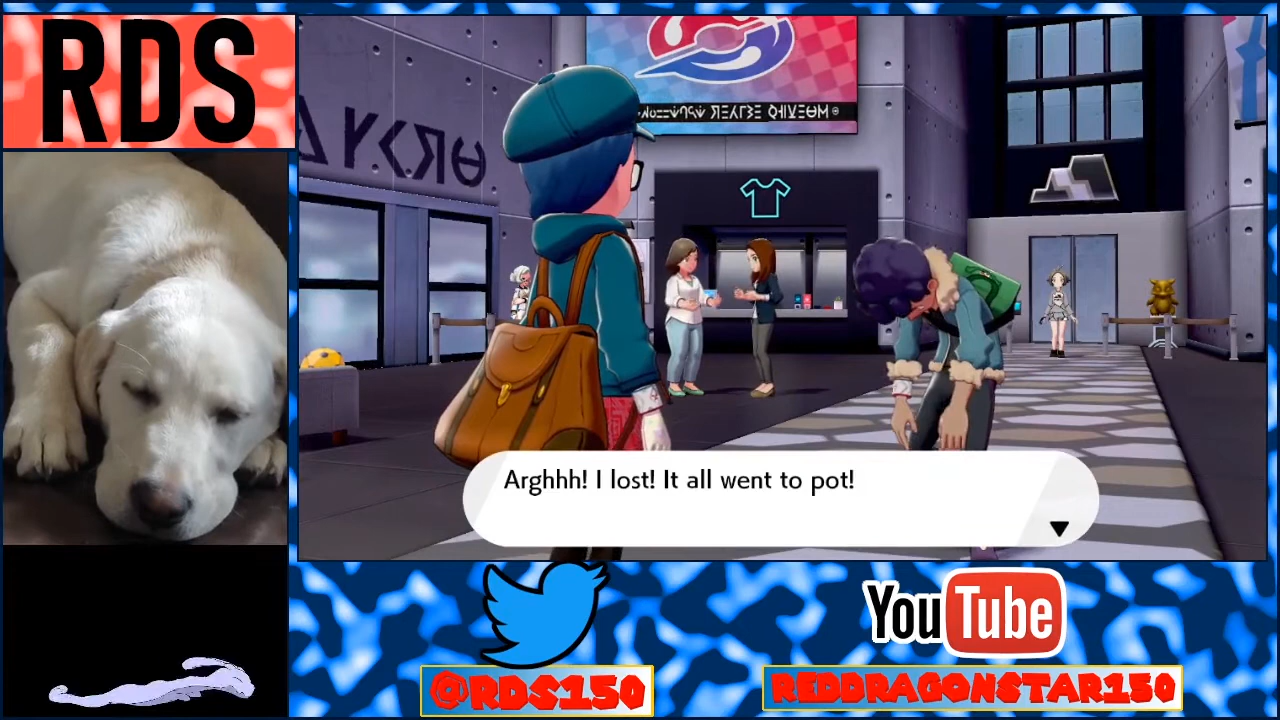 RDS
Arghhh! I lost! It all went to pot!
YouTube
@RDS150
REDDRAGONSTAR150